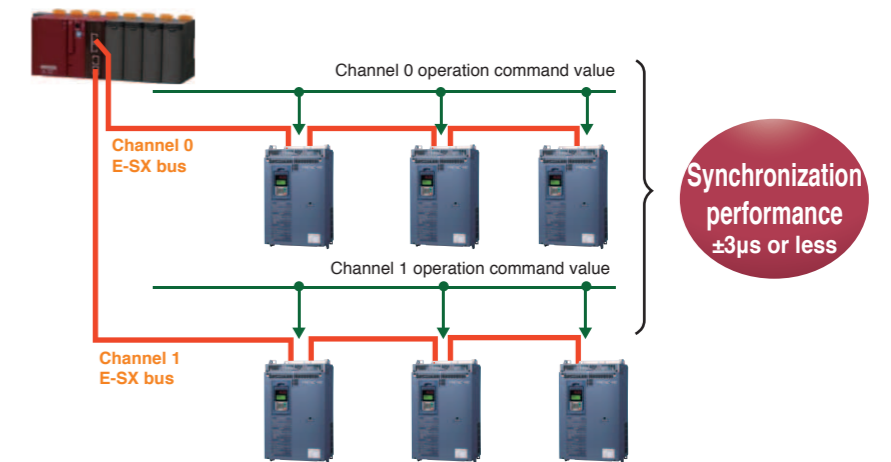 Channel 0 operation command value
Channel 0
E-SX bus
Synchronization
performance
±3μs or less
Channel 1 operation command value
Channel 1
E-SX bus